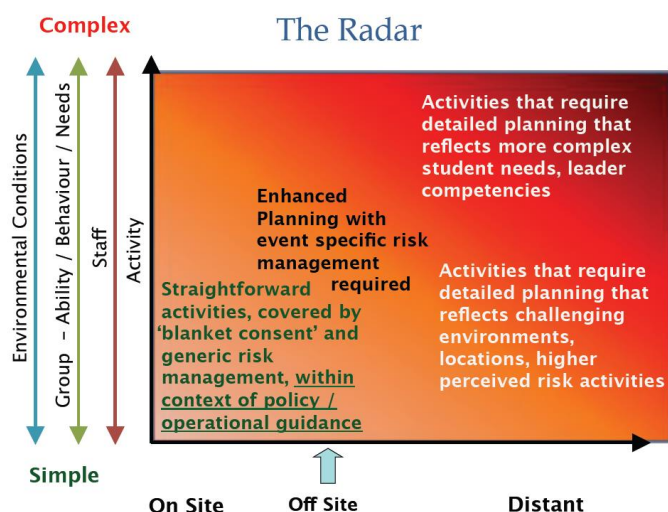 Complex
The Radar
Environmental Conditions
Group – Ability / Behaviour / Needs
Staff
Activity
Activities that require
detailed planning that
reflects more complex
student needs, leader
competencies
Enhanced
Planning with
event specific risk
management
required
Straightforward
activities, covered by
‘blanket consent’ and
generic risk
management, within
context of policy /
operational guidance
Activities that require
detailed planning that
reflects challenging
environments,
locations, higher
perceived risk activities
Simple
On Site
Off Site
Distant